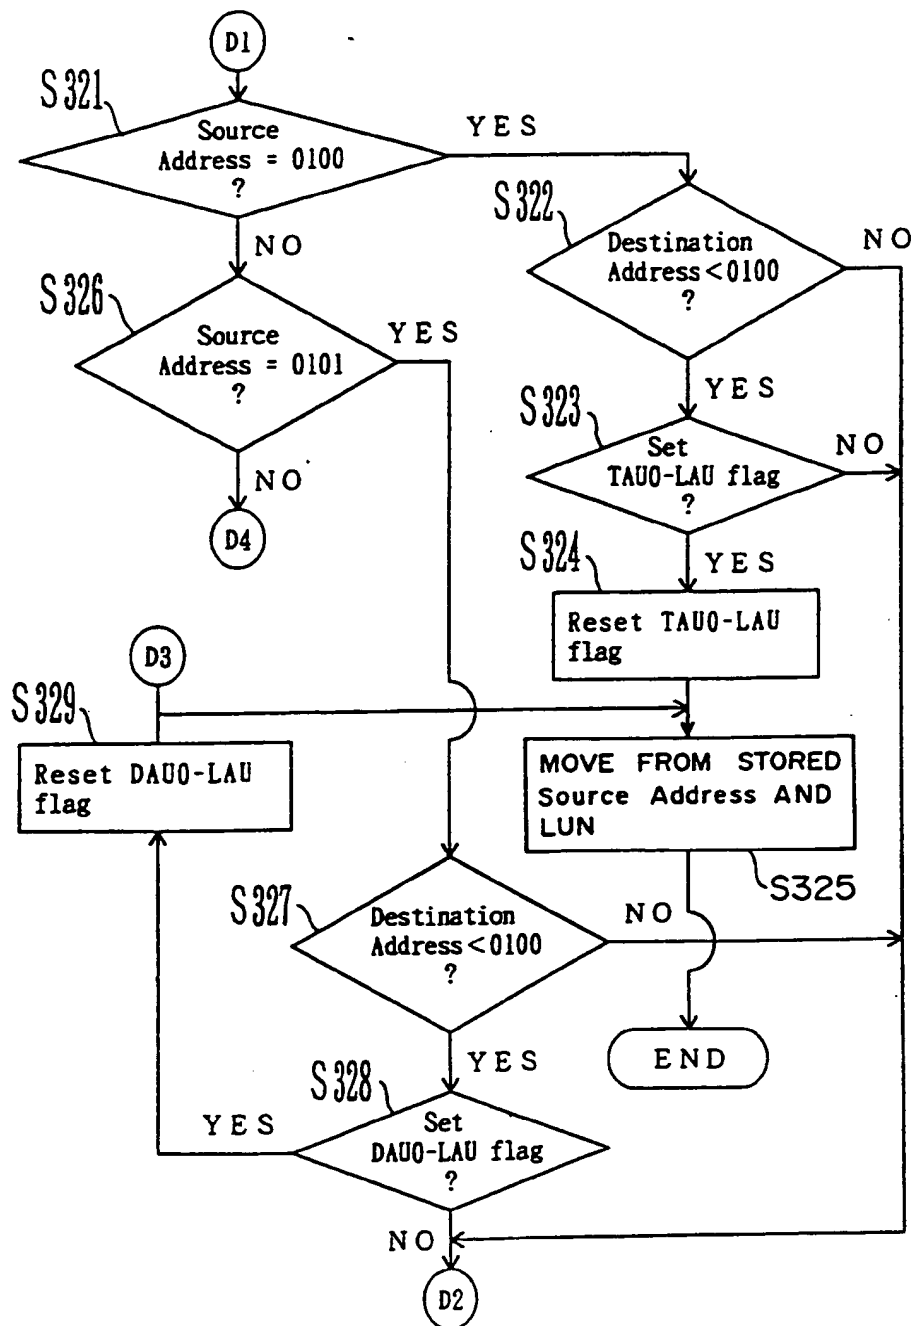 D1
S321
Source
Address = 0100
?
YES
NO
S322
Destination
Address<0100
?
NO
YES
S326
Source
Address = 0101
?
YES
NO
D4
S323
Set
TAU0-LAU flag
?
NO
YES
S324
Reset TAU0-LAU
flag
D3
S329
Reset DAU0-LAU
flag
MOVE FROM STORED
Source Address AND
LUN
S325
S327
Destination
Address<0100
?
NO
YES
END
S328
Set
DAU0-LAU flag
?
YES
NO
D2